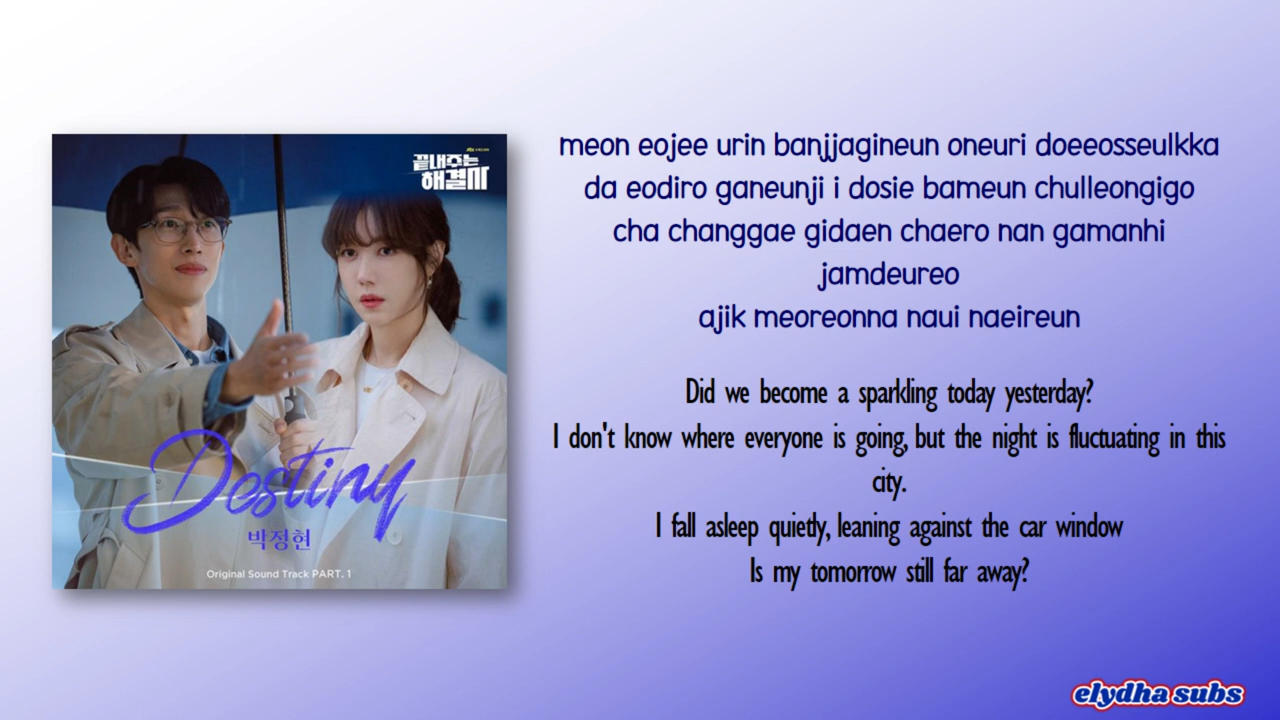 끝내주는
해결사
Destiny
박정현
Original Sound Track PART. 1
meon eojee urin banjjagineun oneuri doeeosseulkka
da eodiro ganeunji i dosie bameun chulleongigo
cha changgae gidaen chaero nan gamanhi
jamdeureo
ajik meoreonna naui naeireun
Did we become a sparkling today yesterday?
I don't know where everyone is going, but the night is fluctuating in this
city.
I fall asleep quietly, leaning against the car window
Is my tomorrow still far away?
elydha subs